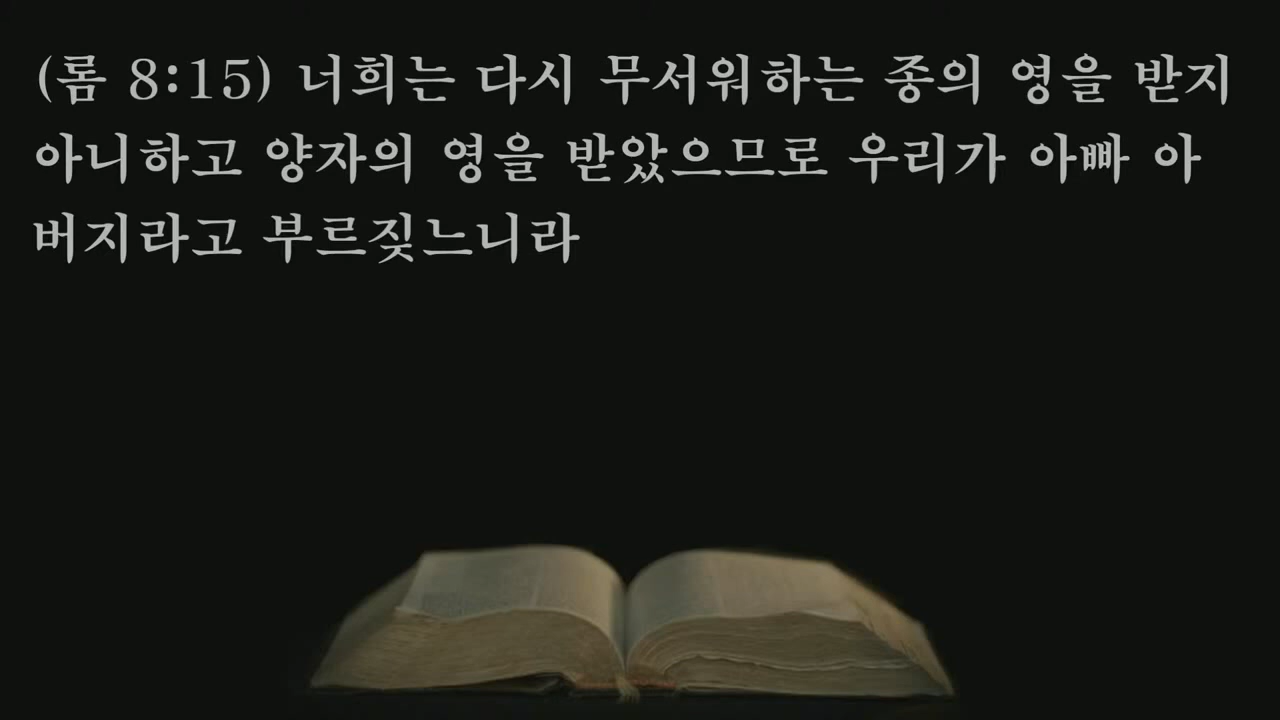 (롬 8:15) 너희는 다시 무서워하는 종의 영을 받지
아니하고 양자의 영을 받았으므로 우리가 아빠 아
버지라고 부르짖느니라